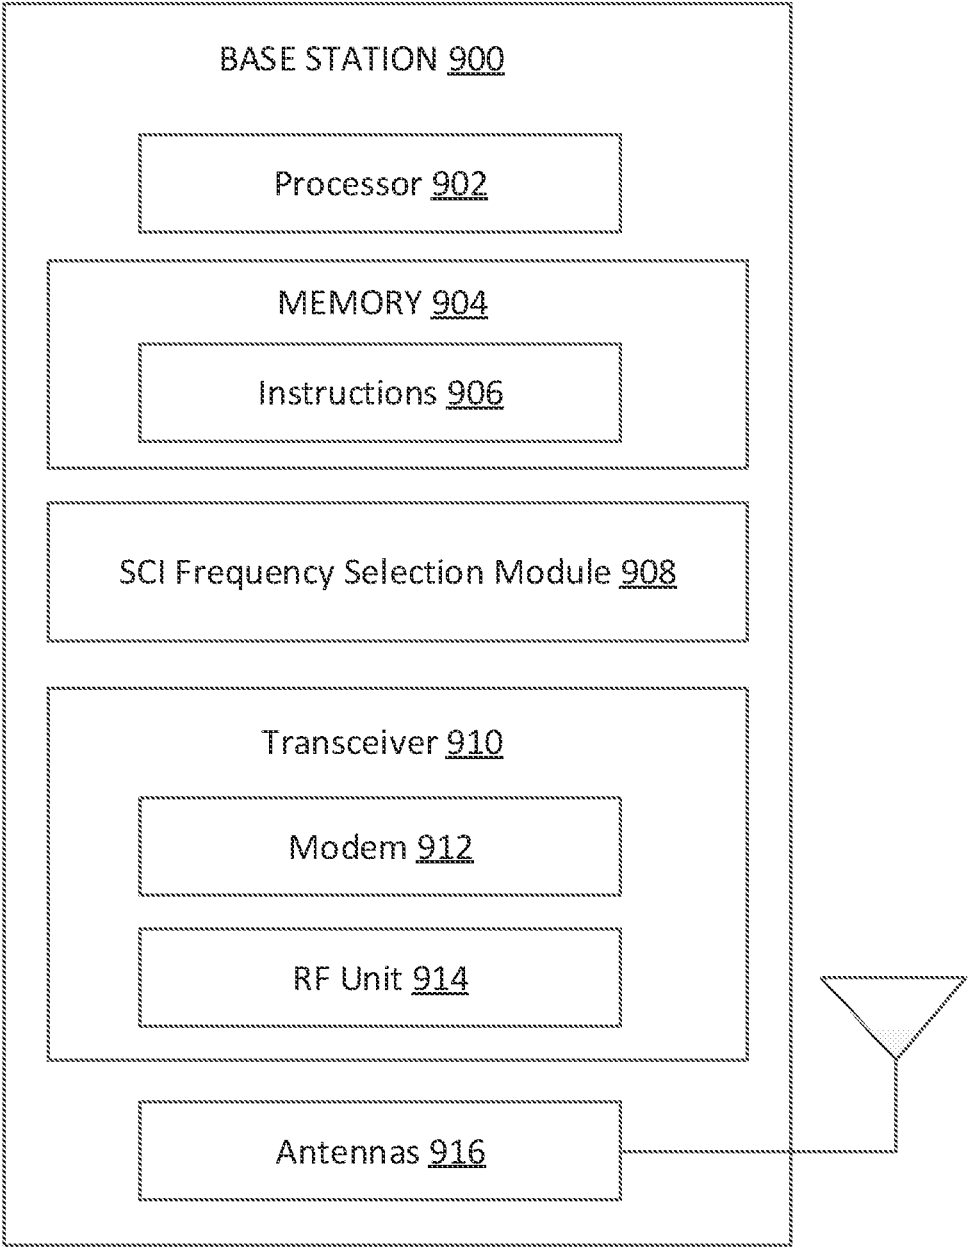 BASE STATION 900
Processor 902
MEMORY 904
Instructions 906
SCI Frequency Selection Module 908
Transceiver 910
Modem 912
RF Unit 914
Antennas 916